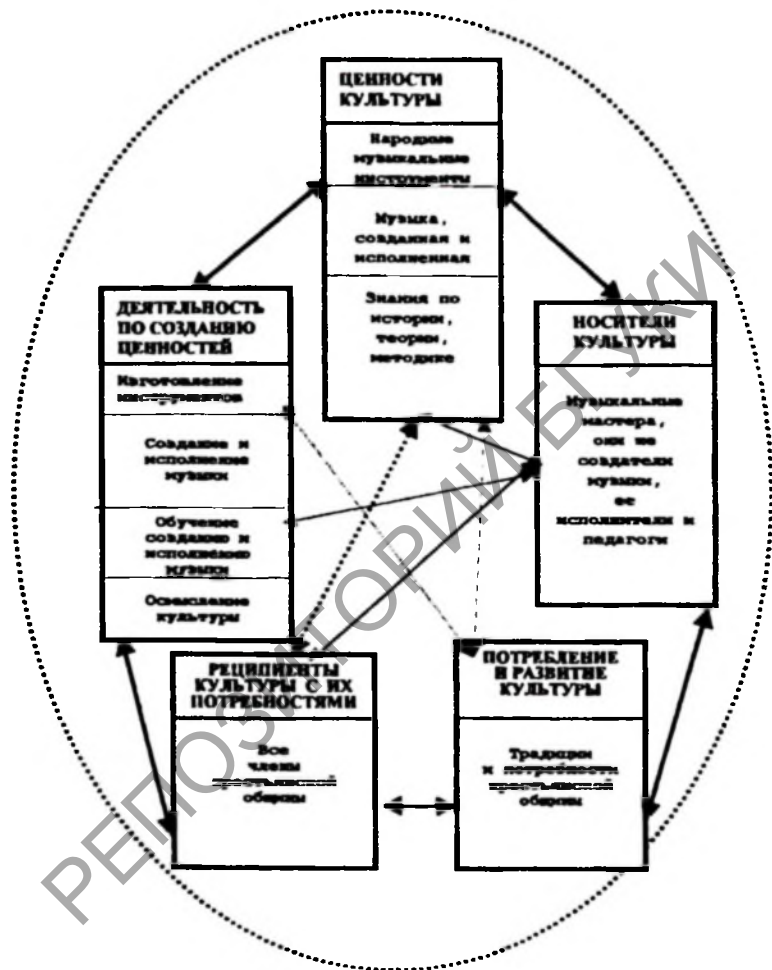 ЦЕННОСТИ
КУЛЬТУРЫ
Народные
музыкальные
инструменты
Музыка,
созданная и
исполненная
Знания по
истории,
теории,
методике
ДЕЯТЕЛЬНОСТЬ
ПО СОЗДАНИЮ
ЦЕННОСТЕЙ
Изготовление
инструментов
Создание и
исполнение
музыки
Обучение
созданию и
исполнению
музыки
Осмысление
культуры
НОСИТЕЛИ
КУЛЬТУРЫ
Музыкальные
мастера,
они же
создатели
музыки,
ее
исполнители и
педагоги
РЕЦИПИЕНТЫ
КУЛЬТУРЫ С ИХ
ПОТРЕБНОСТЯМИ
Все
члены
крестьянской
общины
ПОТРЕБЛЕНИЕ
И РАЗВИТИЕ
КУЛЬТУРЫ
Традиции
и потребности
крестьянской
общины
РЕПОЗИТОРИЙ БГУКИ